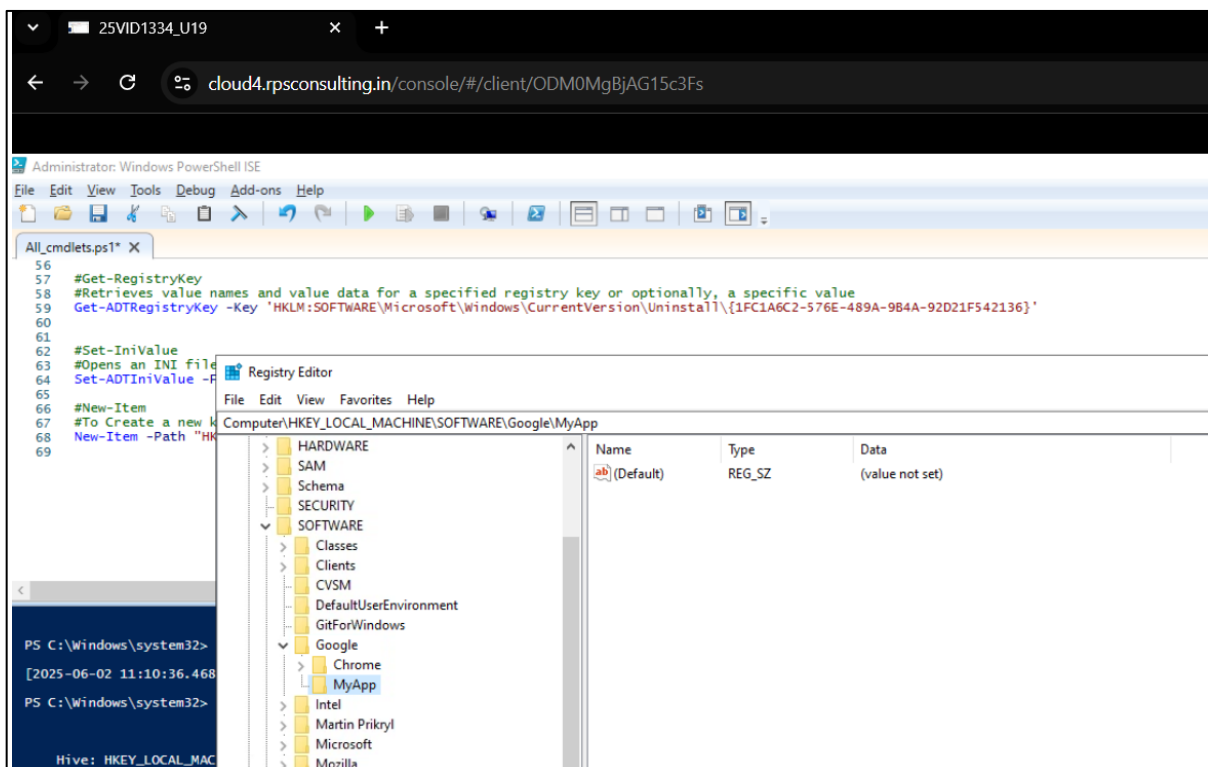 25VID1334_U19
cloud4.rpsconsulting.in/console/#/client/ODM0MgBjAG15c3Fs
Administrator: Windows PowerShell ISE
File Edit View Tools Debug Add-ons Help
All_cmdlets.ps1*
56
57 #Get-RegistryKey
58 #Retrieves value names and value data for a specified registry key or optionally, a specific value
59 Get-ADTRegistryKey -Key 'HKLM:SOFTWARE\Microsoft\Windows\CurrentVersion\Uninstall\{1FC1A6C2-576E-489A-9B4A-92D21F542136}'
60
61
62 #Set-IniValue
63 #Opens an INI file
64 Set-ADTIniValue -F
65
66 #New-Item
67 #To Create a new k
68 New-Item -Path "HK
69
Registry Editor
File Edit View Favorites Help
Computer\HKEY_LOCAL_MACHINE\SOFTWARE\Google\MyApp
HARDWARE
SAM
Schema
SECURITY
SOFTWARE
Classes
Clients
CVSM
DefaultUserEnvironment
GitForWindows
Google
Chrome
MyApp
Intel
Martin Prikryl
Microsoft
Mozilla
Name Type Data
ab (Default) REG_SZ (value not set)
PS C:\Windows\system32>
[2025-06-02 11:10:36.468
PS C:\Windows\system32>
Hive: HKEY_LOCAL_MAC